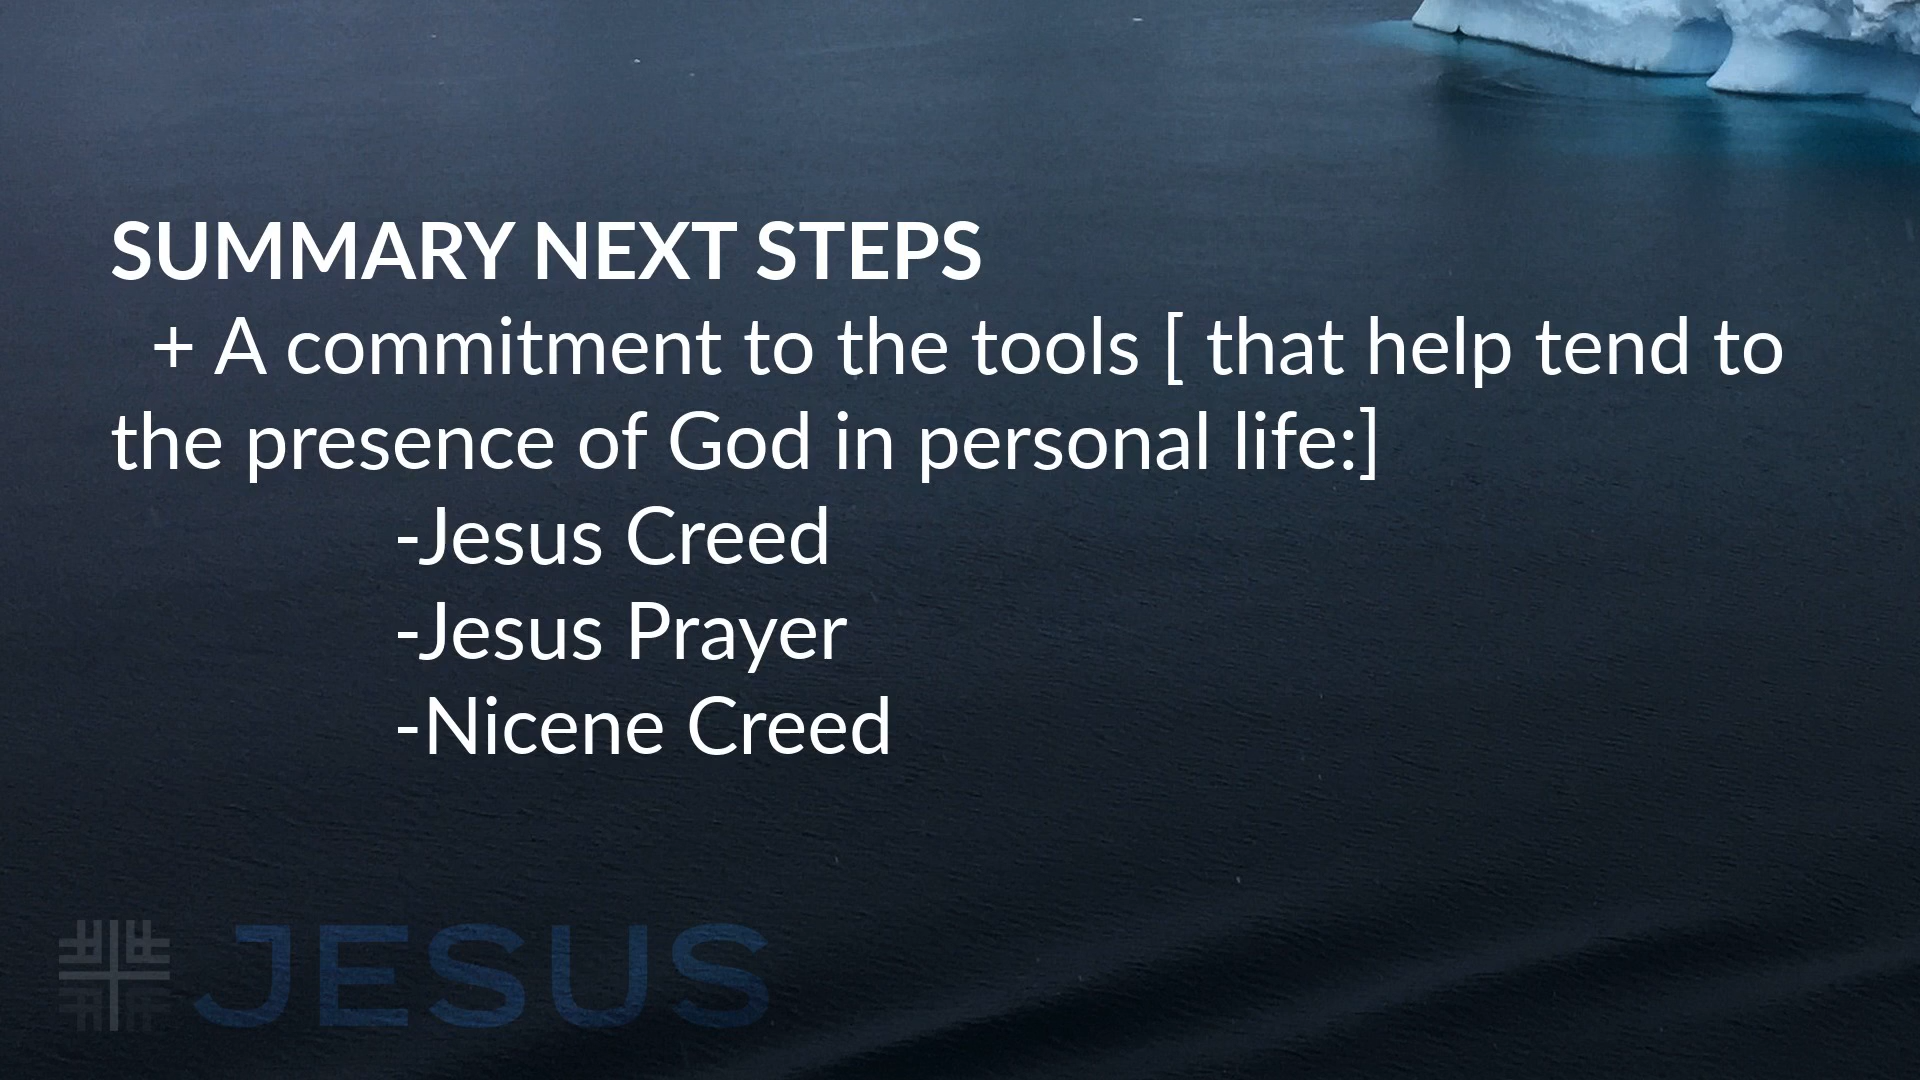 SUMMARY NEXT STEPS
+ A commitment to the tools [ that help tend to
the presence of God in personal life:]
-Jesus Creed
-Jesus Prayer
-Nicene Creed
JESUS